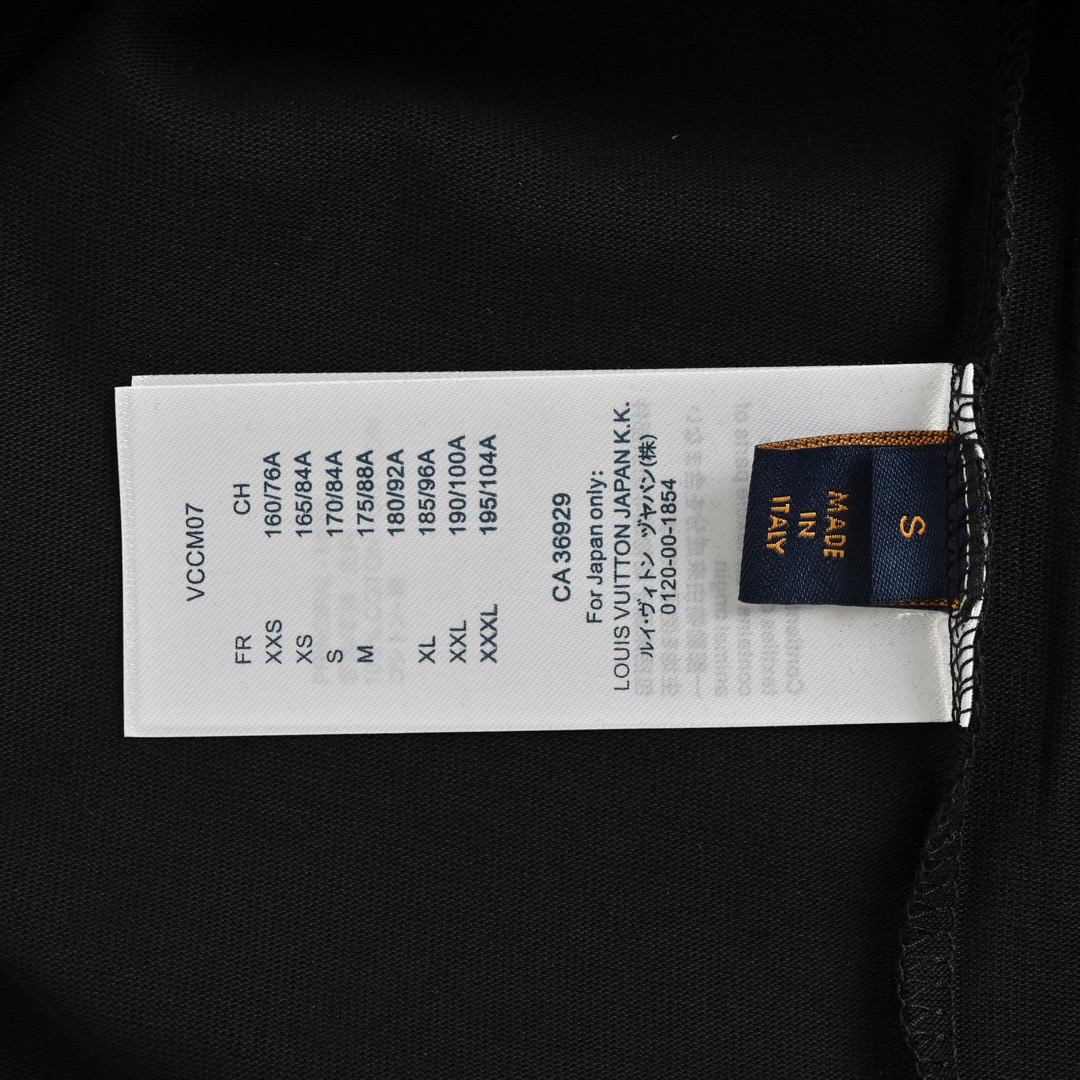 VCCM07
FR CH
XXS 160/76A
XS 165/84A
S 170/84A
M 175/88A
180/92A
XL 185/96A
XXL 190/100A
XXXL 195/104A
CA 36929
For Japan only:
LOUIS VUITTON JAPAN K.K.
ルイ・ヴィトン ヅヤパン(株)
0120-00-1854
MADE
IN
ITALY
S